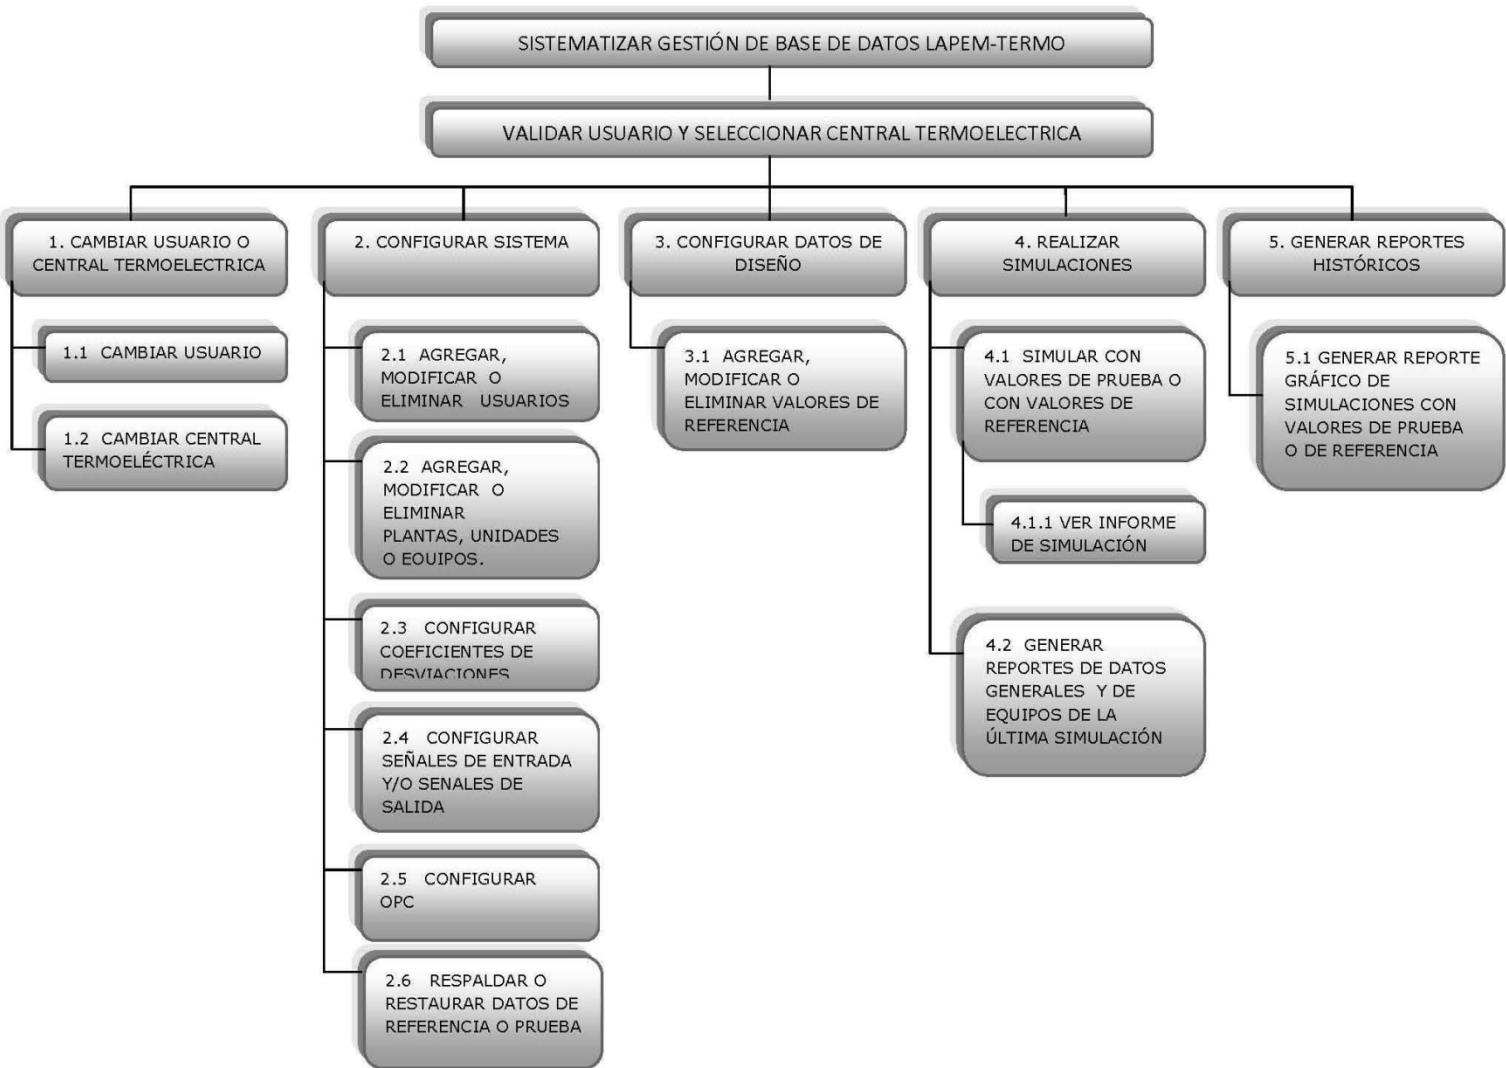 SISTEMATIZAR GESTIÓN DE BASE DE DATOS LAPEM-TERMO
VALIDAR USUARIO Y SELECCIONAR CENTRAL TERMOELECTRICA
1. CAMBIAR USUARIO O
CENTRAL TERMOELECTRICA
1.1 CAMBIAR USUARIO
1.2 CAMBIAR CENTRAL
TERMOELÉCTRICA
2. CONFIGURAR SISTEMA
2.1 AGREGAR,
MODIFICAR O
ELIMINAR USUARIOS
2.2 AGREGAR,
MODIFICAR O
ELIMINAR
PLANTAS, UNIDADES
O EQUIPOS.
2.3 CONFIGURAR
COEFICIENTES DE
DESVIACIONES
2.4 CONFIGURAR
SEÑALES DE ENTRADA
Y/O SENALES DE
SALIDA
2.5 CONFIGURAR
OPC
2.6 RESPALDAR O
RESTAURAR DATOS DE
REFERENCIA O PRUEBA
3. CONFIGURAR DATOS DE
DISEÑO
3.1 AGREGAR,
MODIFICAR O
ELIMINAR VALORES DE
REFERENCIA
4. REALIZAR
SIMULACIONES
4.1 SIMULAR CON
VALORES DE PRUEBA O
CON VALORES DE
REFERENCIA
4.1.1 VER INFORME
DE SIMULACIÓN
4.2 GENERAR
REPORTES DE DATOS
GENERALES Y DE
EQUIPOS DE LA
ÚLTIMA SIMULACIÓN
5. GENERAR REPORTES
HISTÓRICOS
5.1 GENERAR REPORTE
GRÁFICO DE
SIMULACIONES CON
VALORES DE PRUEBA
O DE REFERENCIA